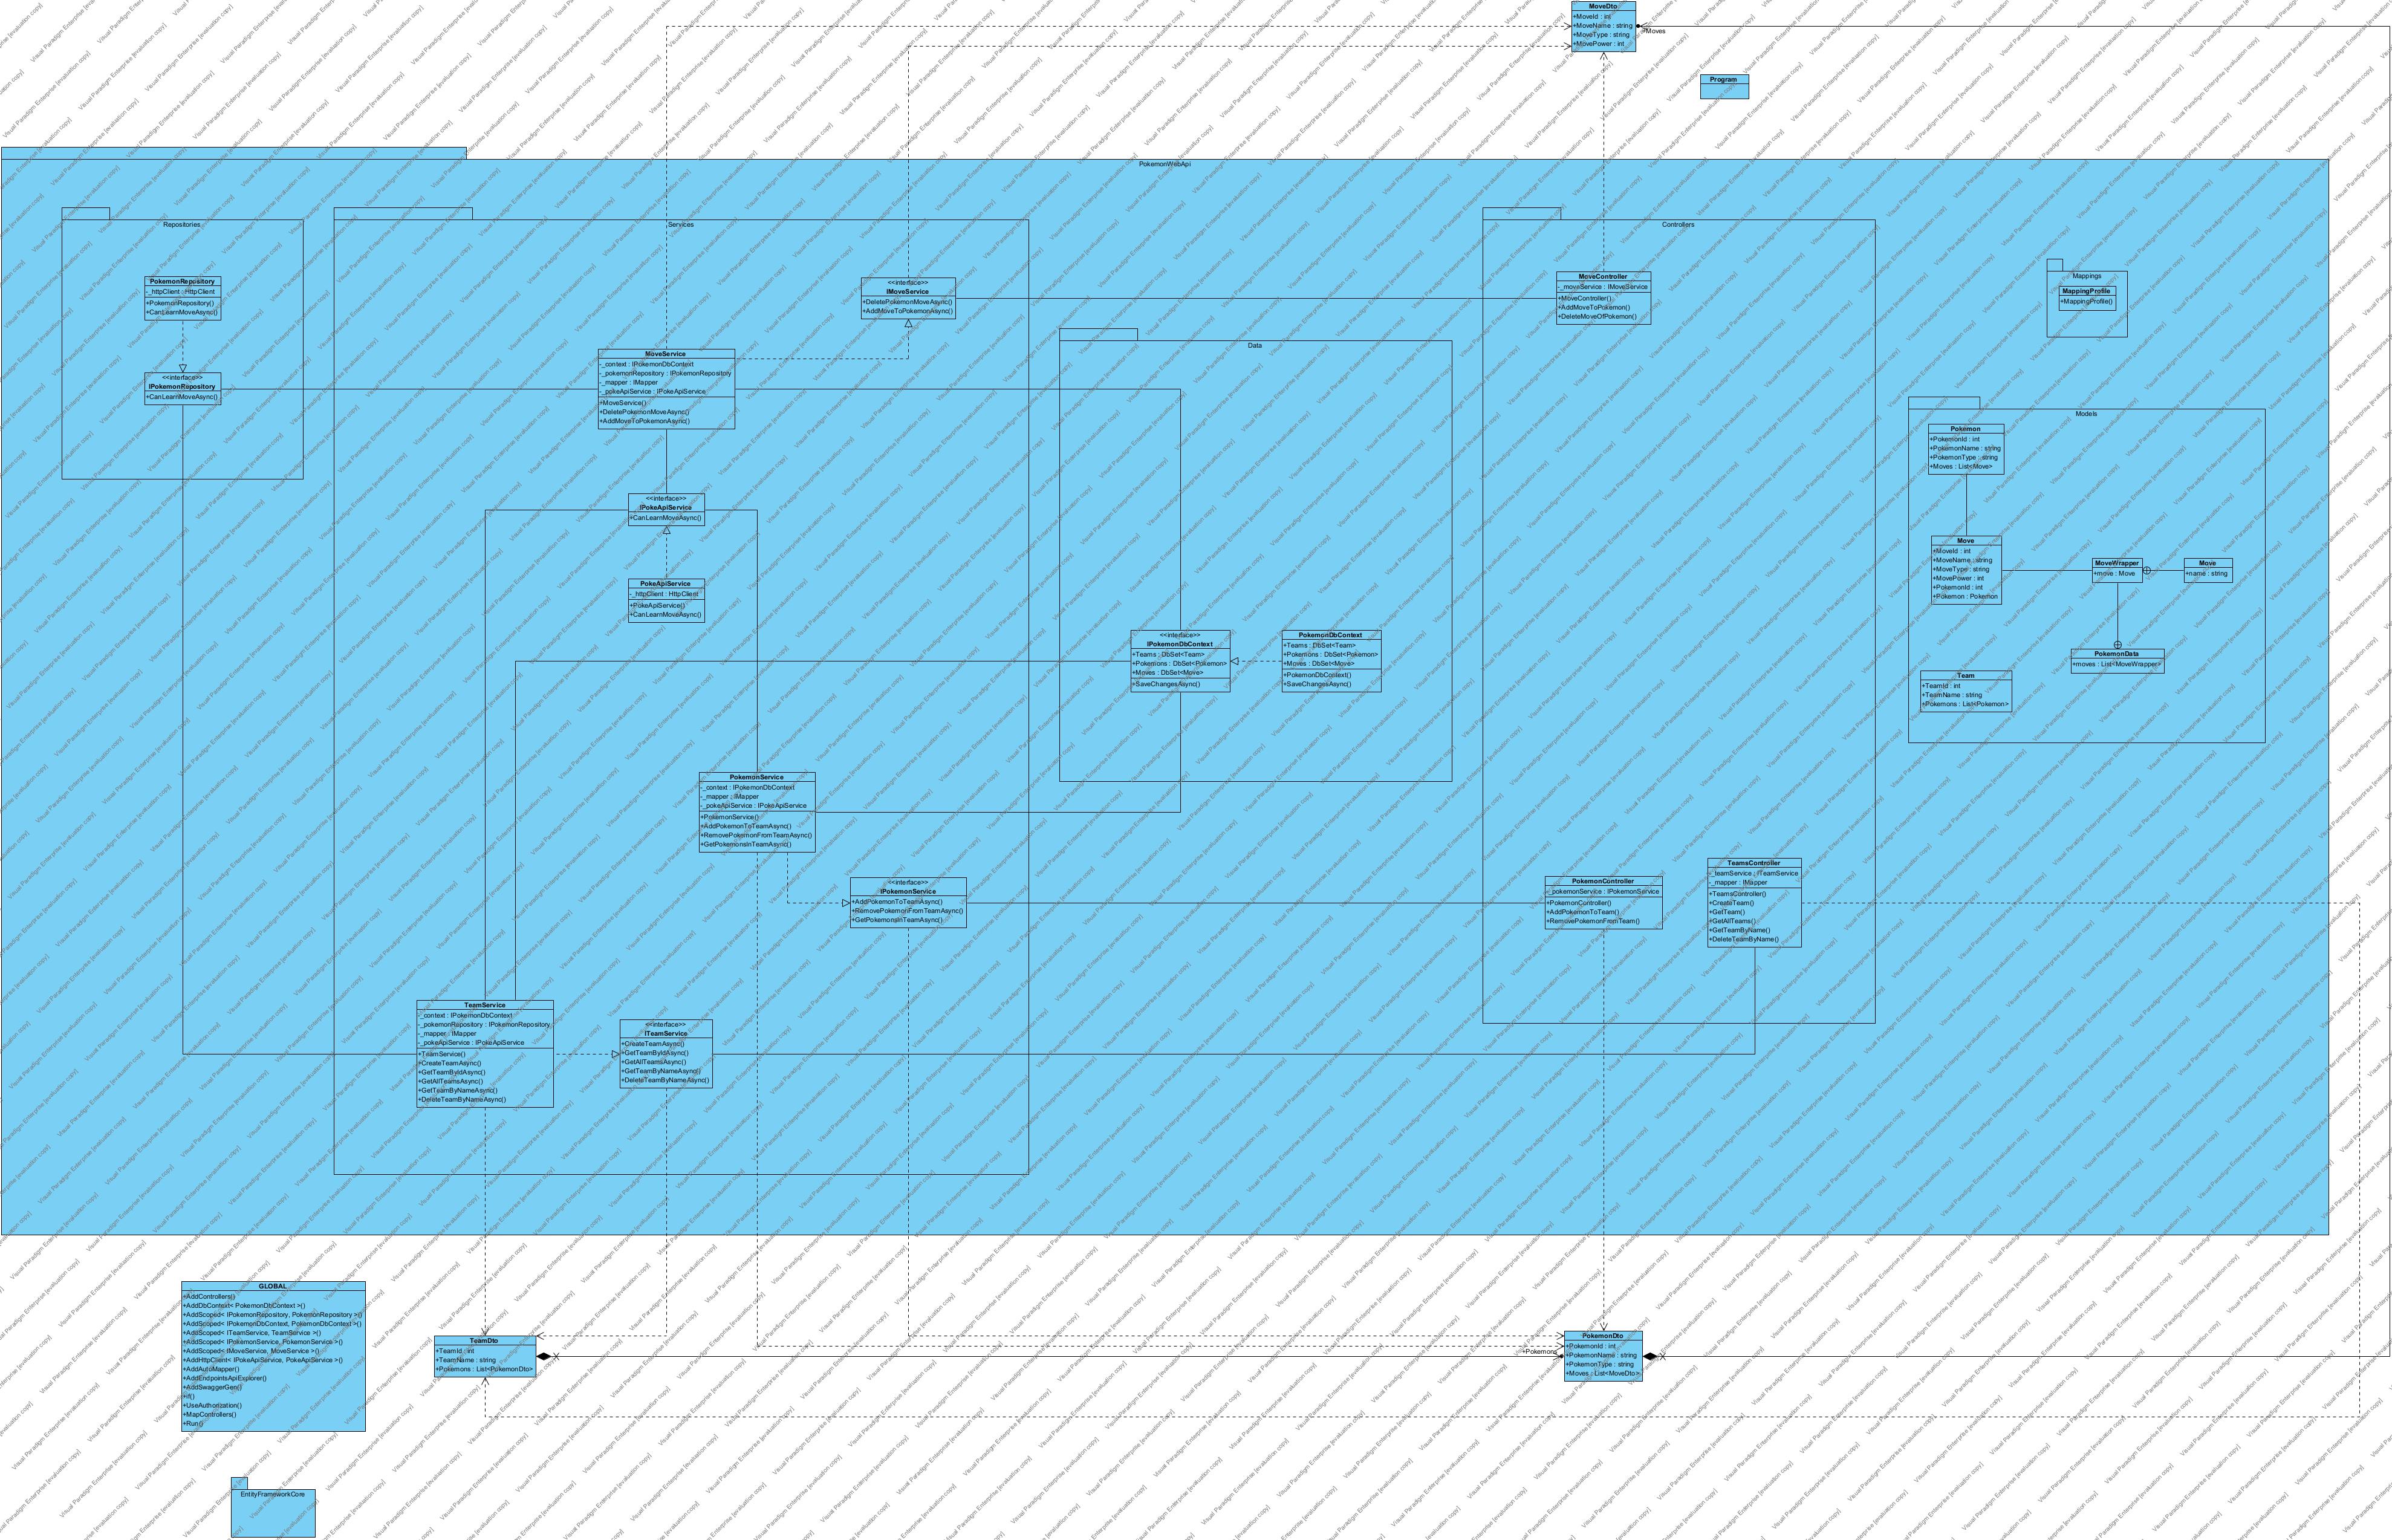 MoveDto
+MoveId : int
+MoveName : string
+MoveType : string
+MovePower : int
+Moves
Program
PokemonWebApi
Repositories
PokemonRepository
-_httpClient : HttpClient
+PokemonRepository()
+CanLearnMoveAsync()
<<interface>>
IPokemonRepository
+CanLearnMoveAsync()
Services
<<interface>>
IMoveService
+DeletePokemonMoveAsync()
+AddMoveToPokemonAsync()
MoveService
-_context : IPokemonDbContext
-_pokemonRepository : IPokemonRepository
-_mapper : IMapper
-_pokeApiService : IPokeApiService
+MoveService()
+DeletePokemonMoveAsync()
+AddMoveToPokemonAsync()
<<interface>>
IPokeApiService
+CanLearnMoveAsync()
PokeApiService
-_httpClient : HttpClient
+PokeApiService()
+CanLearnMoveAsync()
PokemonService
-_context : IPokemonDbContext
-_mapper : IMapper
-_pokeApiService : IPokeApiService
+PokemonService()
+AddPokemonToTeamAsync()
+RemovePokemonFromTeamAsync()
+GetPokemonsInTeamAsync()
<<interface>>
IPokemonService
+AddPokemonToTeamAsync()
+RemovePokemonFromTeamAsync()
+GetPokemonsInTeamAsync()
TeamService
-_context : IPokemonDbContext
-_pokemonRepository : IPokemonRepository
-_mapper : IMapper
-_pokeApiService : IPokeApiService
+TeamService()
+CreateTeamAsync()
+GetTeamByIdAsync()
+GetAllTeamsAsync()
+GetTeamByNameAsync()
+DeleteTeamByNameAsync()
<<interface>>
ITeamService
+CreateTeamAsync()
+GetTeamByIdAsync()
+GetAllTeamsAsync()
+GetTeamByNameAsync()
+DeleteTeamByNameAsync()
Data
<<interface>>
IPokemonDbContext
+Teams : DbSet<Team>
+Pokemons : DbSet<Pokemon>
+Moves : DbSet<Move>
+SaveChangesAsync()
PokemonDbContext
+Teams : DbSet<Team>
+Pokemons : DbSet<Pokemon>
+Moves : DbSet<Move>
+PokemonDbContext()
+SaveChangesAsync()
Controllers
MoveController
-_moveService : IMoveService
+MoveController()
+AddMoveToPokemon()
+DeleteMoveOfPokemon()
PokemonController
-_pokemonService : IPokemonService
+PokemonController()
+AddPokemonToTeam()
+RemovePokemonFromTeam()
TeamsController
-_teamService : ITeamService
-_mapper : IMapper
+TeamsController()
+CreateTeam()
+GetTeam()
+GetAllTeams()
+GetTeamByName()
+DeleteTeamByName()
Mappings
MappingProfile
+MappingProfile()
Models
Pokemon
+PokemonId : int
+PokemonName : string
+PokemonType : string
+Moves : List<Move>
Move
+MoveId : int
+MoveName : string
+MoveType : string
+MovePower : int
+PokemonId : int
+Pokemon : Pokemon
MoveWrapper
+move : Move
Move
+name : string
PokemonData
+moves : List<MoveWrapper>
Team
+TeamId : int
+TeamName : string
+Pokemons : List<Pokemon>
GLOBAL
+AddControllers()
+AddDbContext< PokemonDbContext >()
+AddScoped< IPokemonRepository, PokemonRepository >()
+AddScoped< IPokemonDbContext, PokemonDbContext >()
+AddScoped< ITeamService, TeamService >()
+AddScoped< IPokemonService, PokemonService >()
+AddScoped< IMoveService, MoveService >()
+AddHttpClient< IPokeApiService, PokeApiService >()
+AddAutoMapper()
+AddEndpointsApiExplorer()
+AddSwaggerGen()
+if()
+UseAuthorization()
+MapControllers()
+Run()
TeamDto
+TeamId : int
+TeamName : string
+Pokemons : List<PokemonDto>
+Pokemons
PokemonDto
+PokemonId : int
+PokemonName : string
+PokemonType : string
+Moves : List<MoveDto>
EntityFrameworkCore
Visual Paradigm Enterprise [evaluation copy]